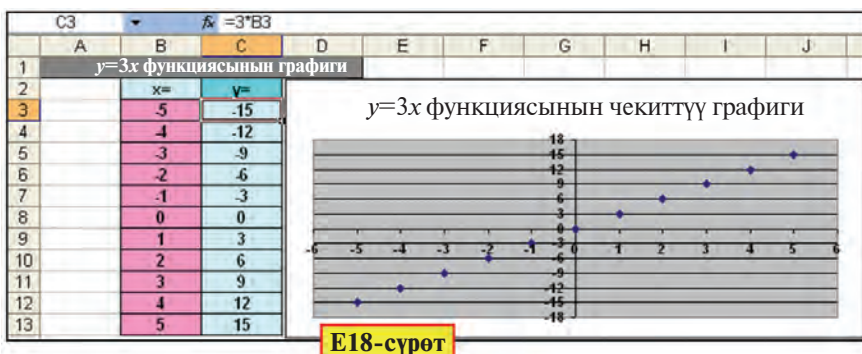 C3 fx =3*B3
A B C D E F G H I J
1 y=3x функциясынын графиги
2 x= y=
3 -5 -15
4 -4 -12
5 -3 -9
6 -2 -6
7 -1 -3
8 0 0
9 1 3
10 2 6
11 3 9
12 4 12
13 5 15
y=3x функциясынын чекиттүү графиги
18
15
12
9
6
3
0
-3
-6
-9
-12
-15
-18
-6 -5 -4 -3 -2 -1 0 1 2 3 4 5 6
E18-сүрөт